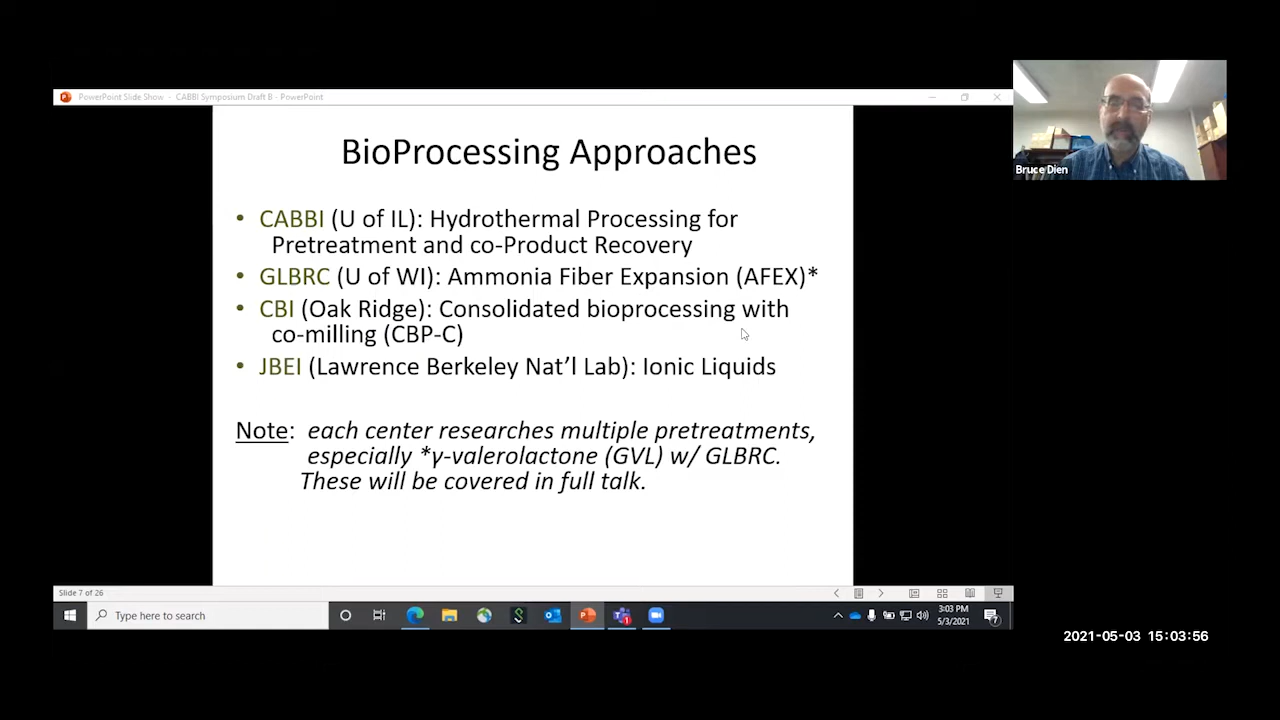 PowerPoint Slide Show - CABBI Symposium Draft B - PowerPoint
BioProcessing Approaches
• CABBI (U of IL): Hydrothermal Processing for
Pretreatment and co-Product Recovery
• GLBRC (U of WI): Ammonia Fiber Expansion (AFEX)*
• CBI (Oak Ridge): Consolidated bioprocessing with
co-milling (CBP-C)
• JBEI (Lawrence Berkeley Nat’l Lab): Ionic Liquids
Note: each center researches multiple pretreatments,
especially *γ-valerolactone (GVL) w/ GLBRC.
These will be covered in full talk.
Bruce Dien
Slide 7 of 26
Type here to search
3:03 PM
5/3/2021
2021-05-03 15:03:56